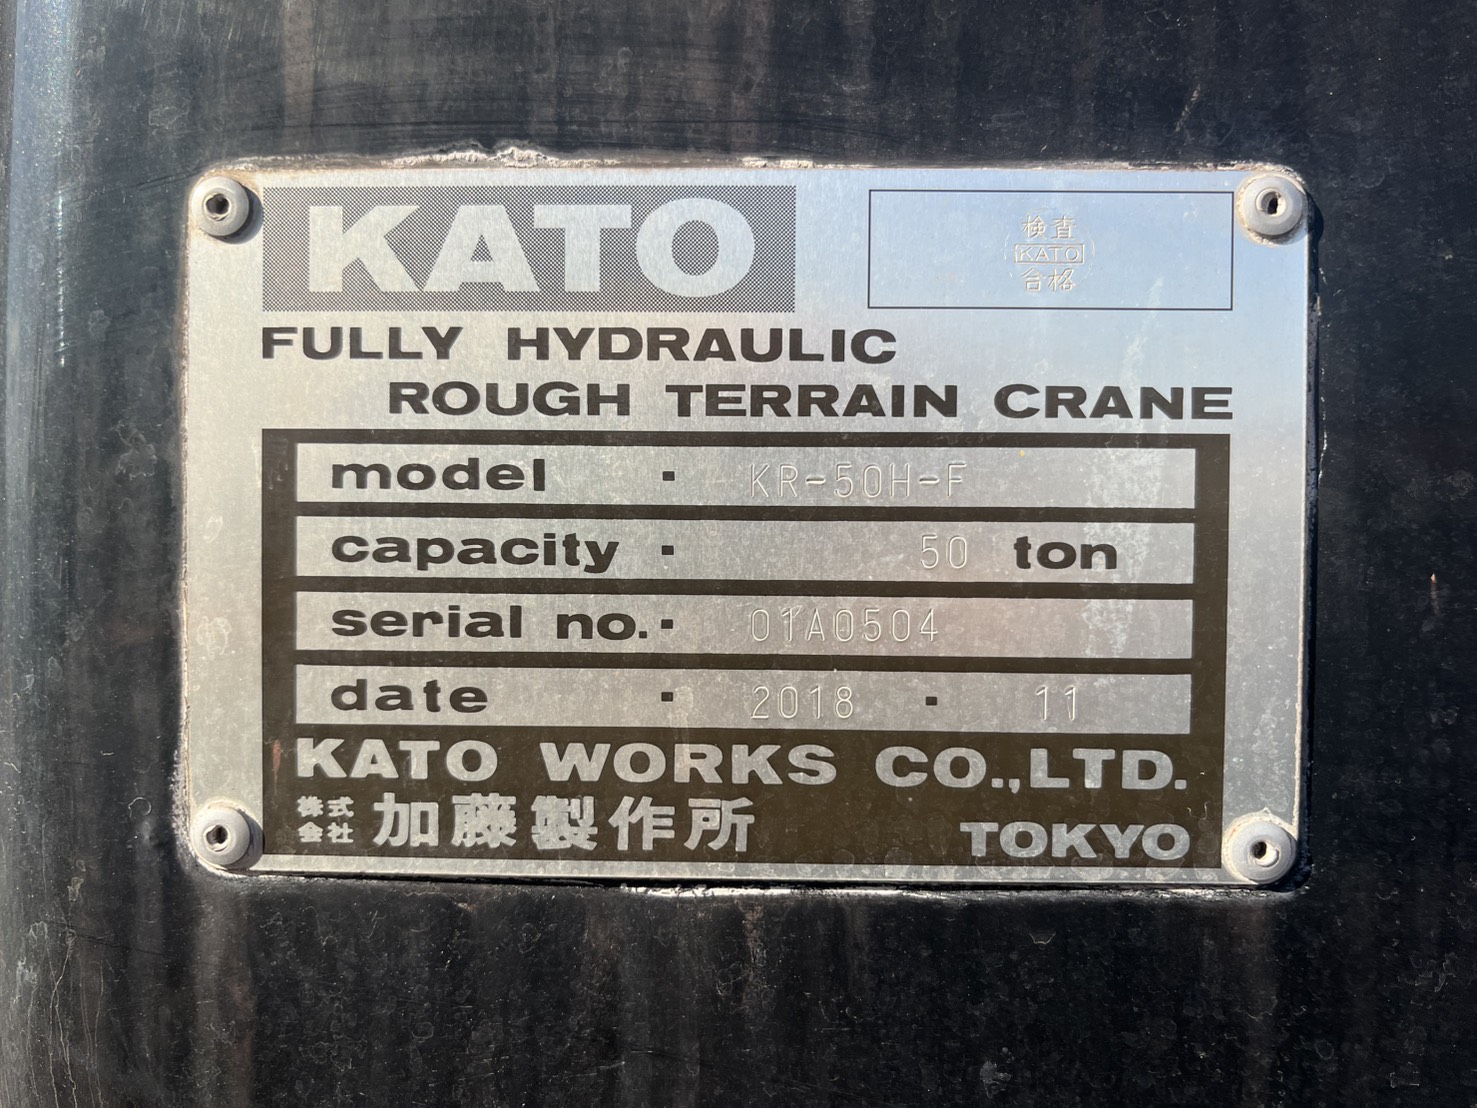 KATO
検査
KATO
合格
FULLY HYDRAULIC
ROUGH TERRAIN CRANE
model · KR-50H-F
capacity · 50 ton
serial no. · 01A0504
date · 2018 · 11
KATO WORKS CO.,LTD.
株式会社 加藤製作所 TOKYO